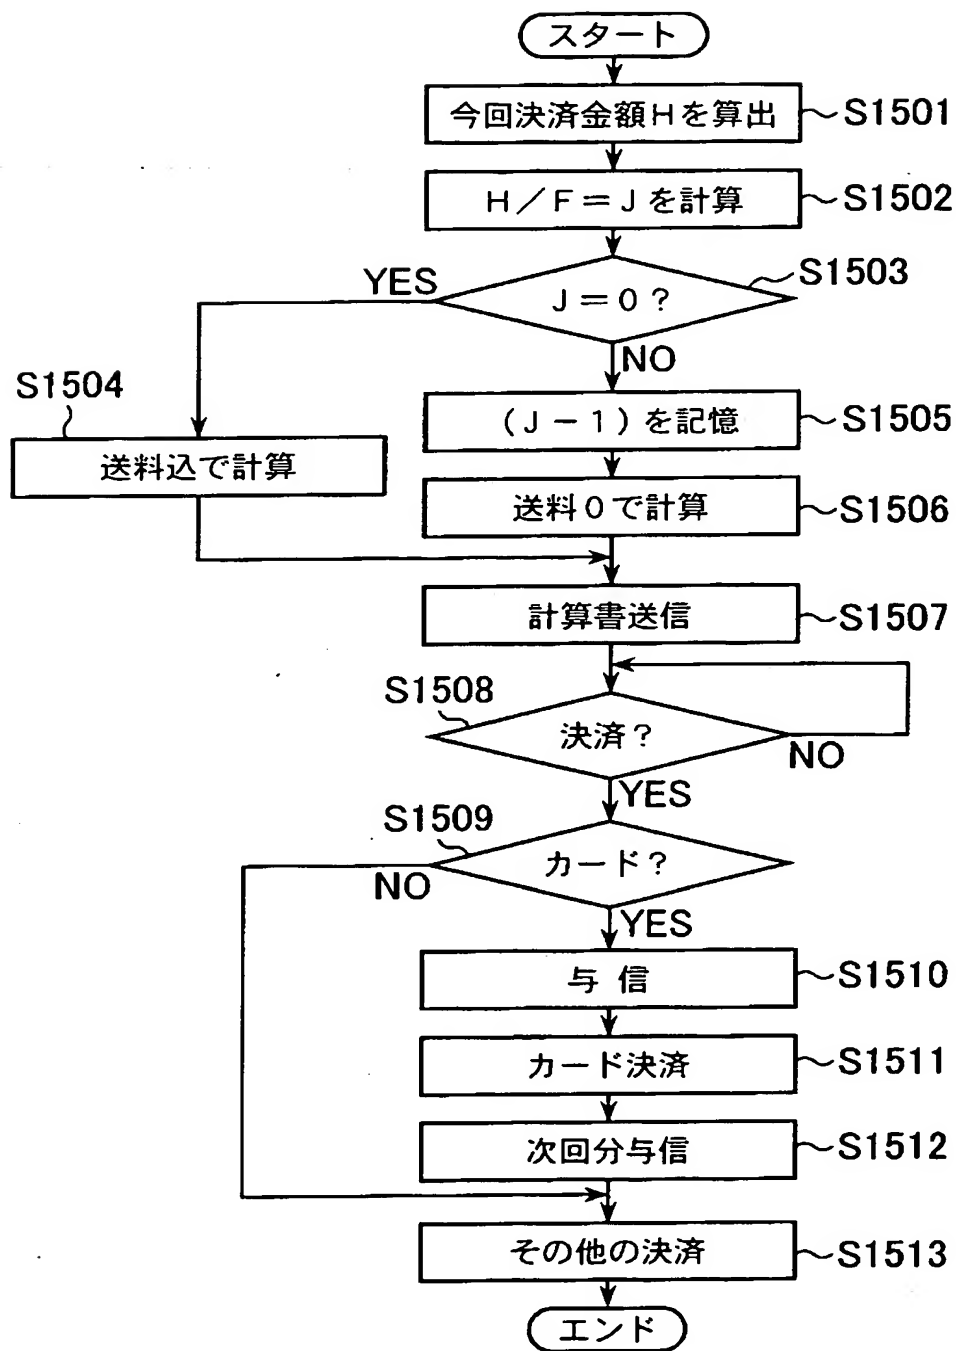 スタート
今回決済金額Hを算出
S1501
H／F＝Jを計算
S1502
J＝0？
S1503
YES
NO
S1504
送料込で計算
(J－1)を記憶
S1505
送料0で計算
S1506
計算書送信
S1507
S1508
決済？
NO
YES
S1509
カード？
NO
YES
与信
S1510
カード決済
S1511
次回分与信
S1512
その他の決済
S1513
エンド